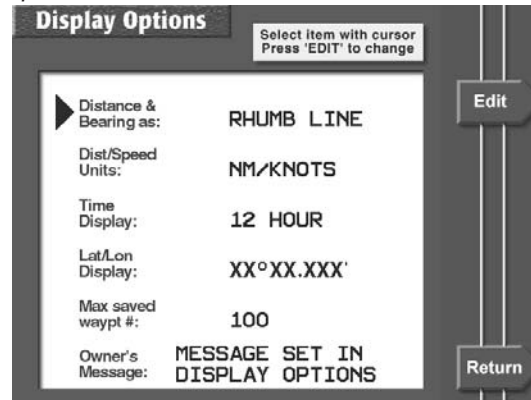 Display Options
Select item with cursor
Press 'EDIT' to change
Edit
Distance &
Bearing as: RHUMB LINE
Dist/Speed
Units: NM/KNOTS
Time
Display: 12 HOUR
Lat/Lon
Display: XX°XX.XXX'
Max saved
waypt #: 100
Owner's MESSAGE SET IN
Message: DISPLAY OPTIONS
Return